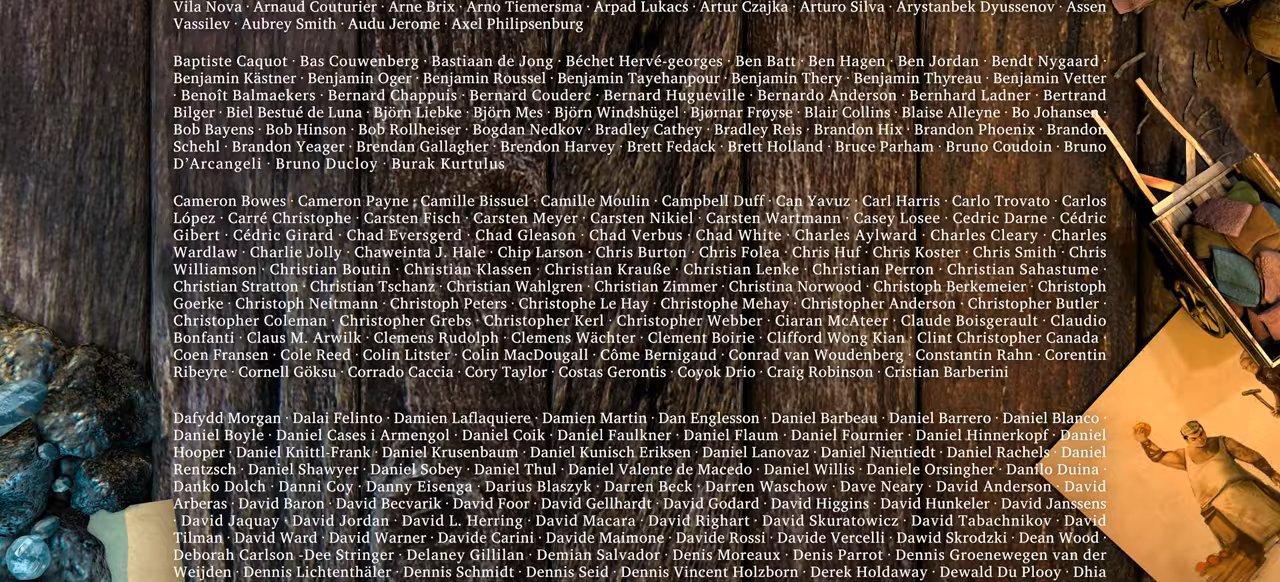 Vila Nova · Arnaud Couturier · Arne Brix · Arno Tiemersma · Arpad Lukacs · Artur Czajka · Arturo Silva · Arystanbek Dyussenov · Assen
Vassilev · Aubrey Smith · Audu Jerome · Axel Philipsenburg
Baptiste Caquot · Bas Couwenberg · Bastiaan de Jong · Béchet Hervé-georges · Ben Batt · Ben Hagen · Ben Jordan · Bendt Nygaard ·
Benjamin Kästner · Benjamin Oger · Benjamin Roussel · Benjamin Tayehanpour · Benjamin Thery · Benjamin Thyreau · Benjamin Vetter
· Benoît Balmaekers · Bernard Chappuis · Bernard Couderc · Bernard Hugueville · Bernardo Anderson · Bernhard Ladner · Bertrand
Bilger · Biel Bestué de Luna · Björn Liebke · Björn Mes · Björn Windshügel · Bjørnar Frøyse · Blair Collins · Blaise Alleyne · Bo Johansen ·
Bob Bayens · Bob Hinson · Bob Rollheiser · Bogdan Nedkov · Bradley Cathey · Bradley Reis · Brandon Hix · Brandon Phoenix · Brandon
Schehl · Brandon Yeager · Brendan Gallagher · Brendon Harvey · Brett Fedack · Brett Holland · Bruce Parham · Bruno Coudoin · Bruno
D’Arcangeli · Bruno Ducloy · Burak Kurtulus
Cameron Bowes · Cameron Payne · Camille Bissuel · Camille Moulin · Campbell Duff · Can Yavuz · Carl Harris · Carlo Trovato · Carlos
López · Carré Christophe · Carsten Fisch · Carsten Meyer · Carsten Nikiel · Carsten Wartmann · Casey Losee · Cedric Darne · Cédric
Gibert · Cédric Girard · Chad Eversgerd · Chad Gleason · Chad Verbus · Chad White · Charles Aylward · Charles Cleary · Charles
Wardlaw · Charlie Jolly · Chaweinta J. Hale · Chip Larson · Chris Burton · Chris Folea · Chris Huf · Chris Koster · Chris Smith · Chris
Williamson · Christian Boutin · Christian Klassen · Christian Krauße · Christian Lenke · Christian Perron · Christian Sahastume ·
Christian Stratton · Christian Tschanz · Christian Wahlgren · Christian Zimmer · Christina Norwood · Christoph Berkemeier · Christoph
Goerke · Christoph Neitmann · Christoph Peters · Christophe Le Hay · Christophe Mehay · Christopher Anderson · Christopher Butler ·
Christopher Coleman · Christopher Grebs · Christopher Kerl · Christopher Webber · Ciaran McAteer · Claude Boisgerault · Claudio
Bonfanti · Claus M. Arwilk · Clemens Rudolph · Clemens Wächter · Clement Boirie · Clifford Wong Kian · Clint Christopher Canada ·
Coen Fransen · Cole Reed · Colin Litster · Colin MacDougall · Côme Bernigaud · Conrad van Woudenberg · Constantin Rahn · Corentin
Ribeyre · Cornell Göksu · Corrado Caccia · Cory Taylor · Costas Gerontis · Coyok Drio · Craig Robinson · Cristian Barberini
Dafydd Morgan · Dalai Felinto · Damien Laflaquiere · Damien Martin · Dan Englesson · Daniel Barbeau · Daniel Barrero · Daniel Blanco ·
Daniel Boyle · Daniel Cases i Armengol · Daniel Coik · Daniel Faulkner · Daniel Flaum · Daniel Fournier · Daniel Hinnerkopf · Daniel
Hooper · Daniel Knittl-Frank · Daniel Krusenbaum · Daniel Kunisch Eriksen · Daniel Lanovaz · Daniel Nientiedt · Daniel Rachels · Daniel
Rentzsch · Daniel Shawyer · Daniel Sobey · Daniel Thul · Daniel Valente de Macedo · Daniel Willis · Daniele Orsingher · Danilo Duina ·
Danko Dolch · Danni Coy · Danny Eisenga · Darius Blaszyk · Darren Beck · Darren Waschow · Dave Neary · David Anderson · David
Arberas · David Baron · David Becvarik · David Foor · David Gellhardt · David Godard · David Higgins · David Hunkeler · David Janssens
· David Jaquay · David Jordan · David L. Herring · David Macara · David Righart · David Skuratowicz · David Tabachnikov · David
Tilman · David Ward · David Warner · Davide Carini · Davide Maimone · Davide Rossi · Davide Vercelli · Dawid Skrodzki · Dean Wood ·
Deborah Carlson -Dee Stringer · Delaney Gillilan · Demian Salvador · Denis Moreaux · Denis Parrot · Dennis Groenewegen van der
Weijden · Dennis Lichtenthäler · Dennis Schmidt · Dennis Seid · Dennis Vincent Holzborn · Derek Holdaway · Dewald Du Plooy · Dhia